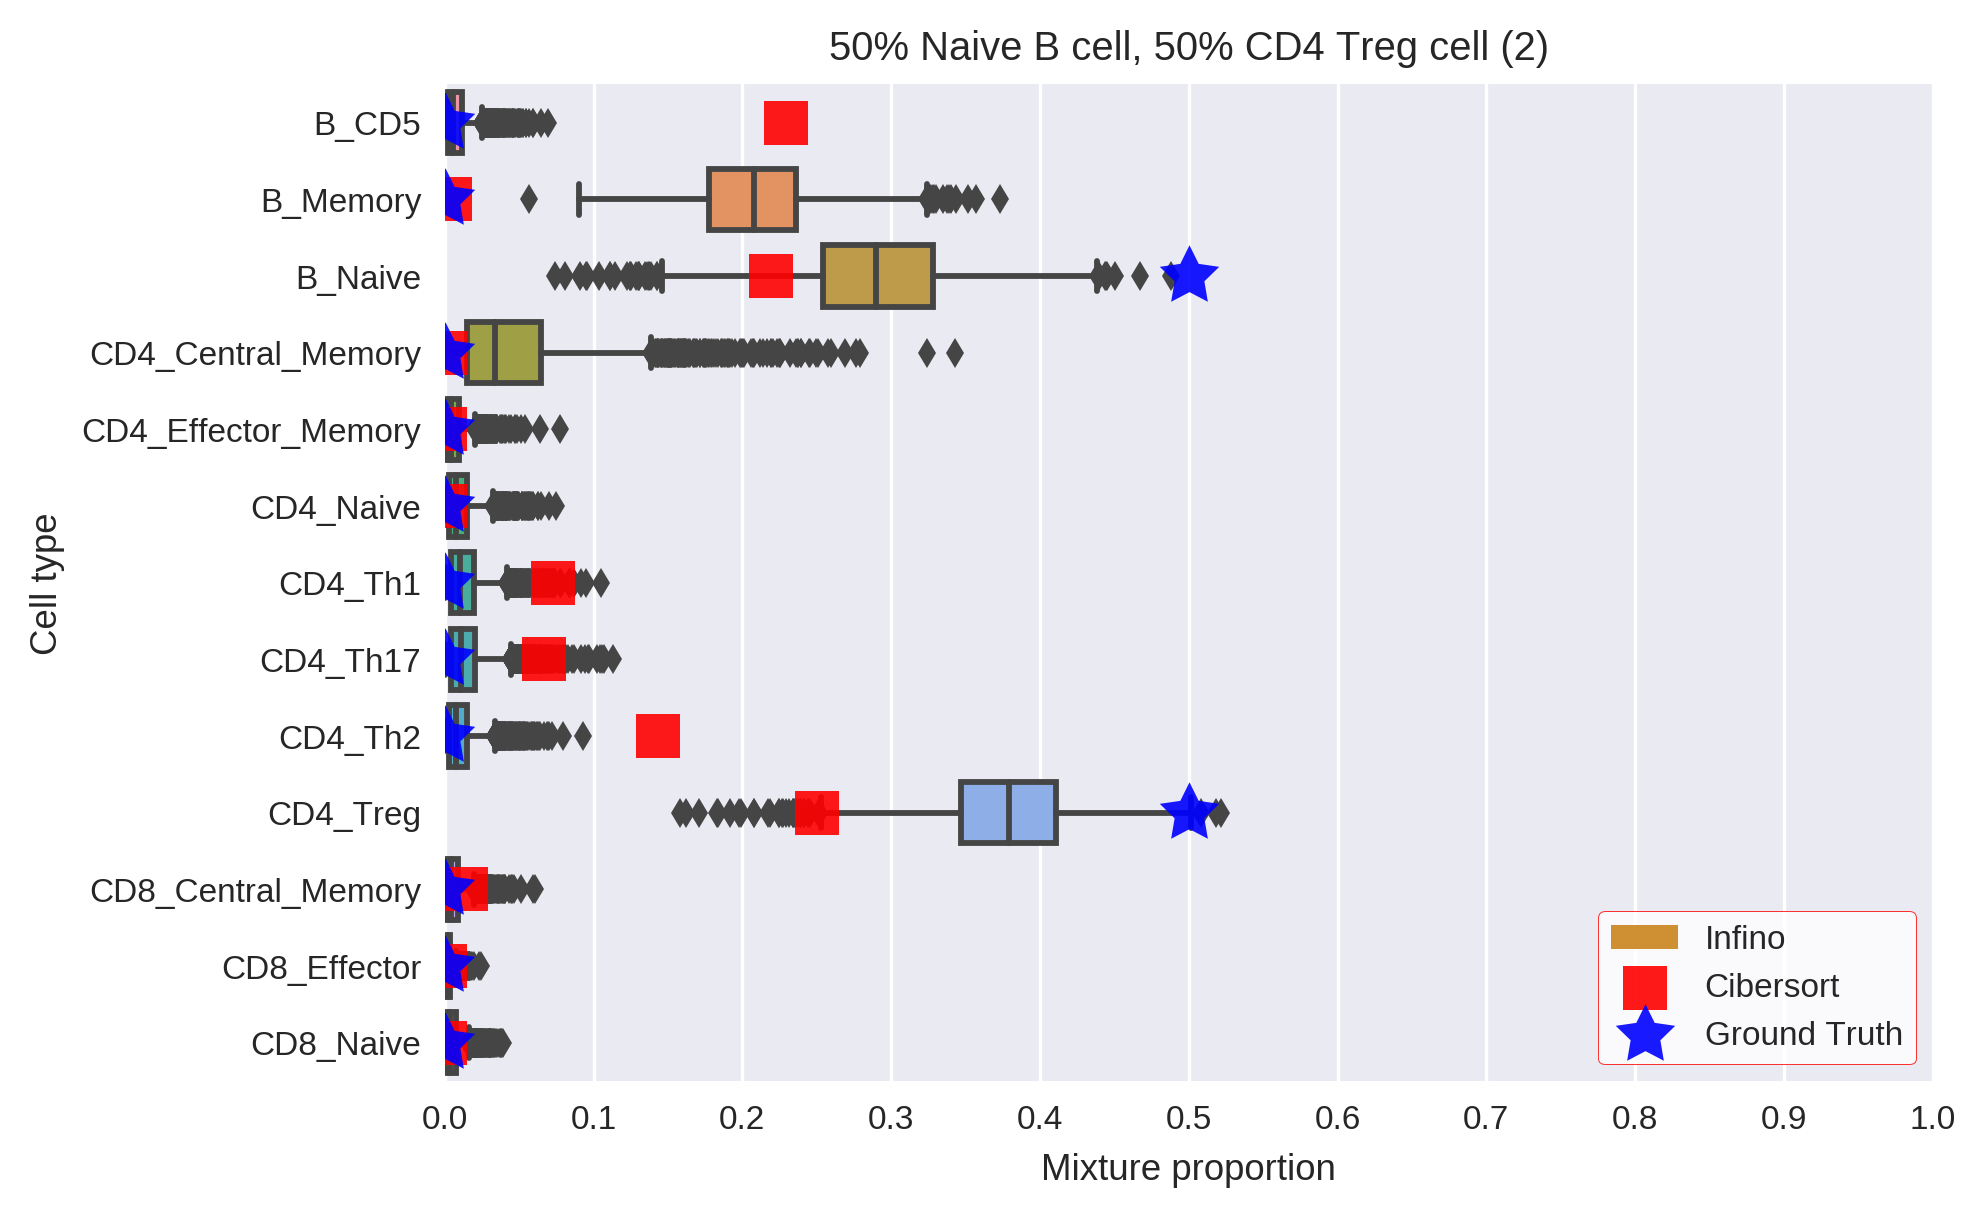 50% Naive B cell, 50% CD4 Treg cell (2)
B_CD5
B_Memory
B_Naive
CD4_Central_Memory
CD4_Effector_Memory
CD4_Naive
CD4_Th1
CD4_Th17
CD4_Th2
CD4_Treg
CD8_Central_Memory
CD8_Effector
CD8_Naive
Cell type
Infino
Cibersort
Ground Truth
0.0 0.1 0.2 0.3 0.4 0.5 0.6 0.7 0.8 0.9 1.0
Mixture proportion